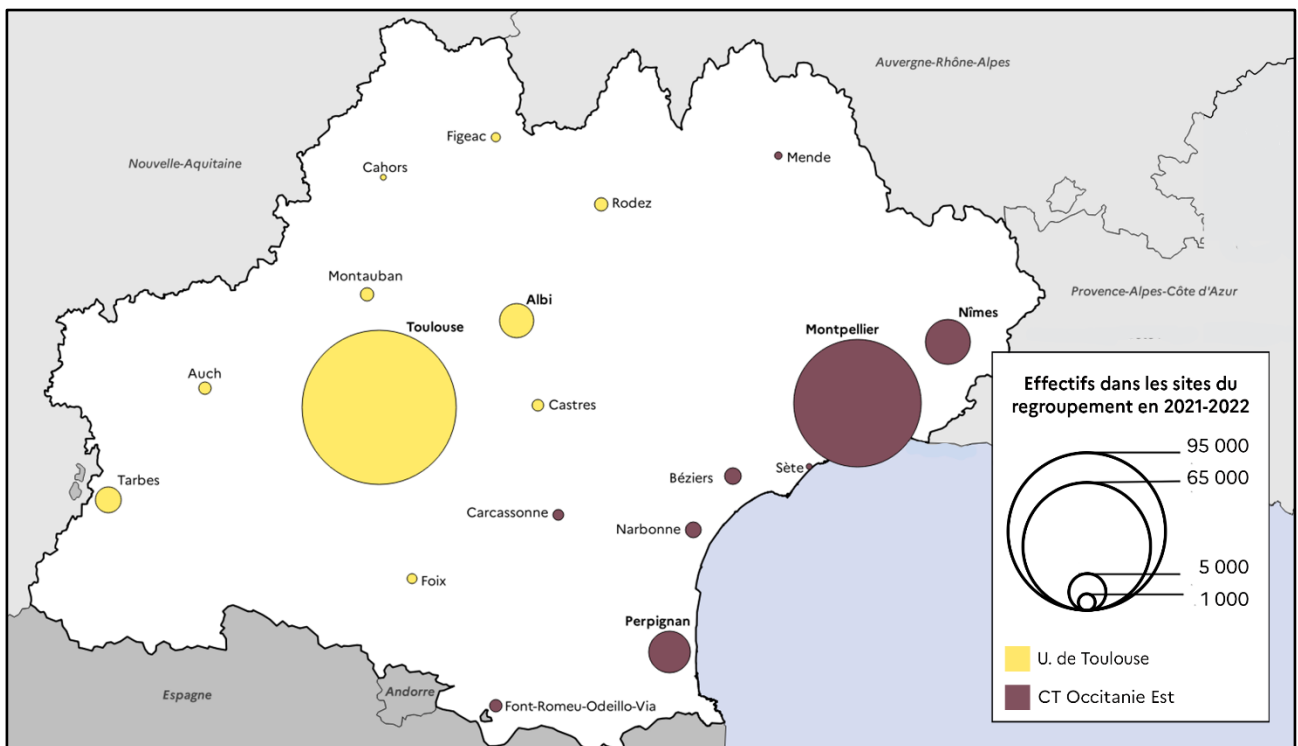 Auvergne-Rhône-Alpes
Figeac
Nouvelle-Aquitaine
Cahors
Mende
Rodez
Montauban
Provence-Alpes-Côte d'Azur
Albi
Nîmes
Toulouse
Montpellier
Auch
Castres
Tarbes
Béziers
Sète
Carcassonne
Narbonne
Foix
Perpignan
Espagne
Andorre
Font-Romeu-Odeillo-Via
Effectifs dans les sites du
regroupement en 2021-2022
95 000
65 000
5 000
1 000
U. de Toulouse
CT Occitanie Est